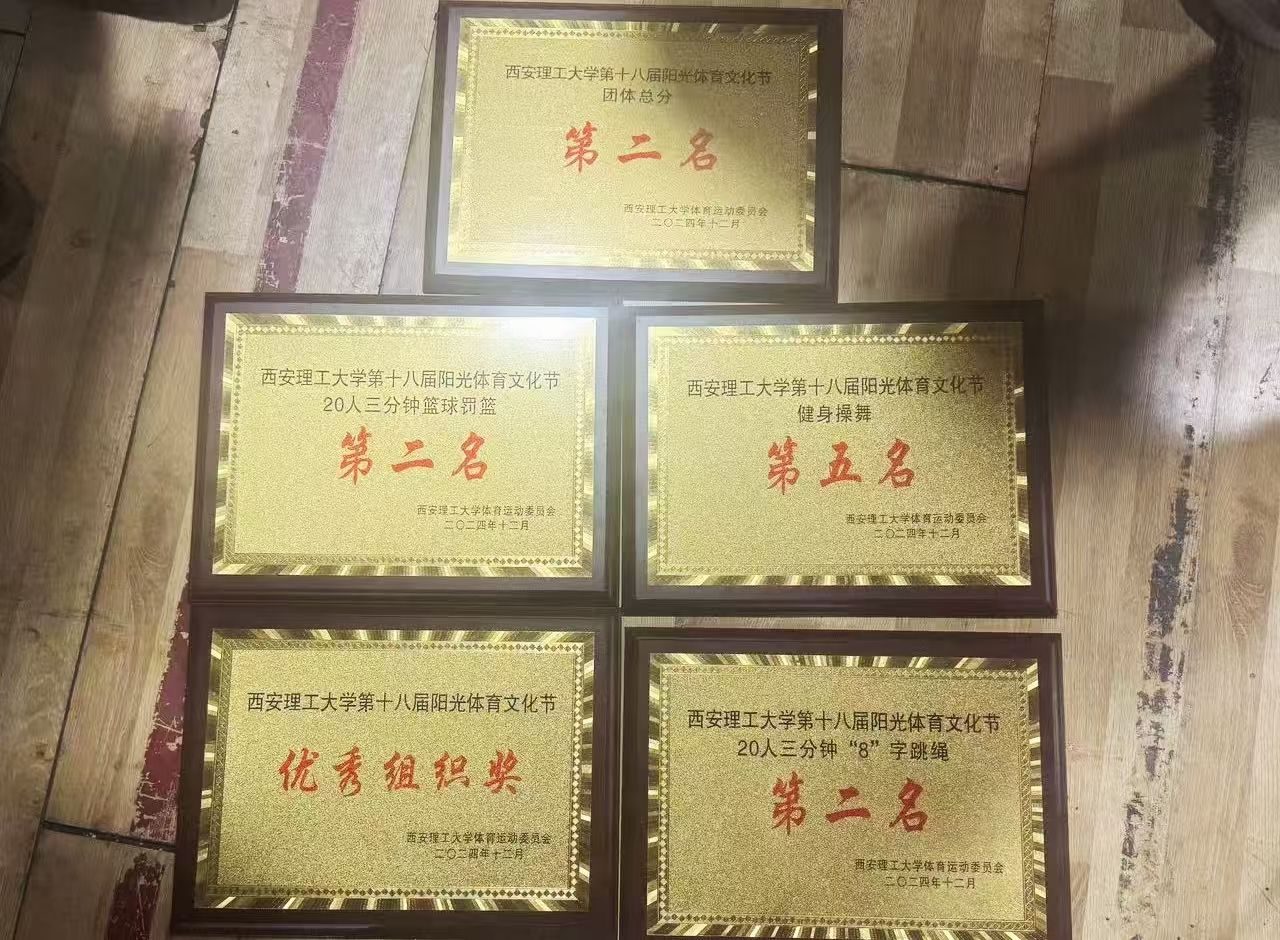 西安理工大学第十八届阳光体育文化节
团体总分
第二名
西安理工大学体育运动委员会
二〇二四年十二月
西安理工大学第十八届阳光体育文化节
20人三分钟篮球罚篮
第二名
西安理工大学体育运动委员会
二〇二四年十二月
西安理工大学第十八届阳光体育文化节
健身操舞
第五名
西安理工大学体育运动委员会
二〇二四年十二月
西安理工大学第十八届阳光体育文化节
优秀组织奖
西安理工大学体育运动委员会
二〇二四年十二月
西安理工大学第十八届阳光体育文化节
20人三分钟“8”字跳绳
第二名
西安理工大学体育运动委员会
二〇二四年十二月